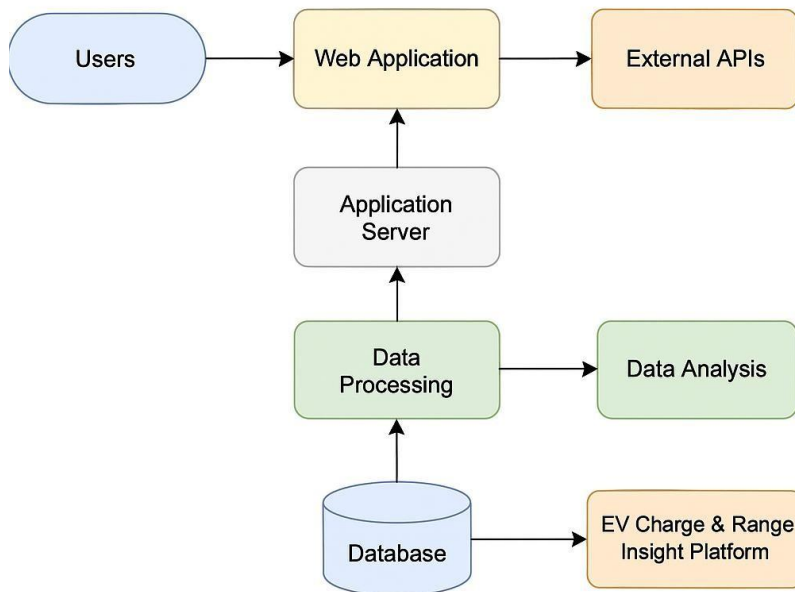 Users
Web Application
External APIs
Application
Server
Data
Processing
Data Analysis
Database
EV Charge & Range
Insight Platform